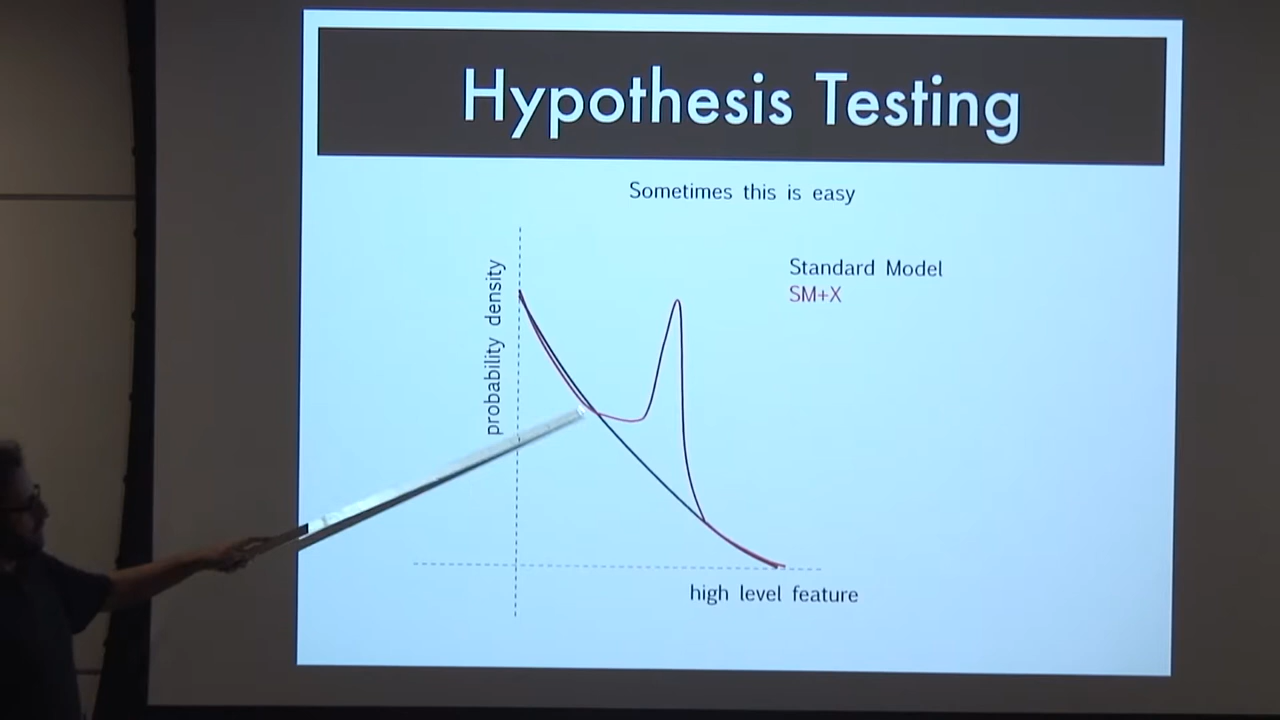 Hypothesis Testing
Sometimes this is easy
probability density
Standard Model
SM+X
high level feature